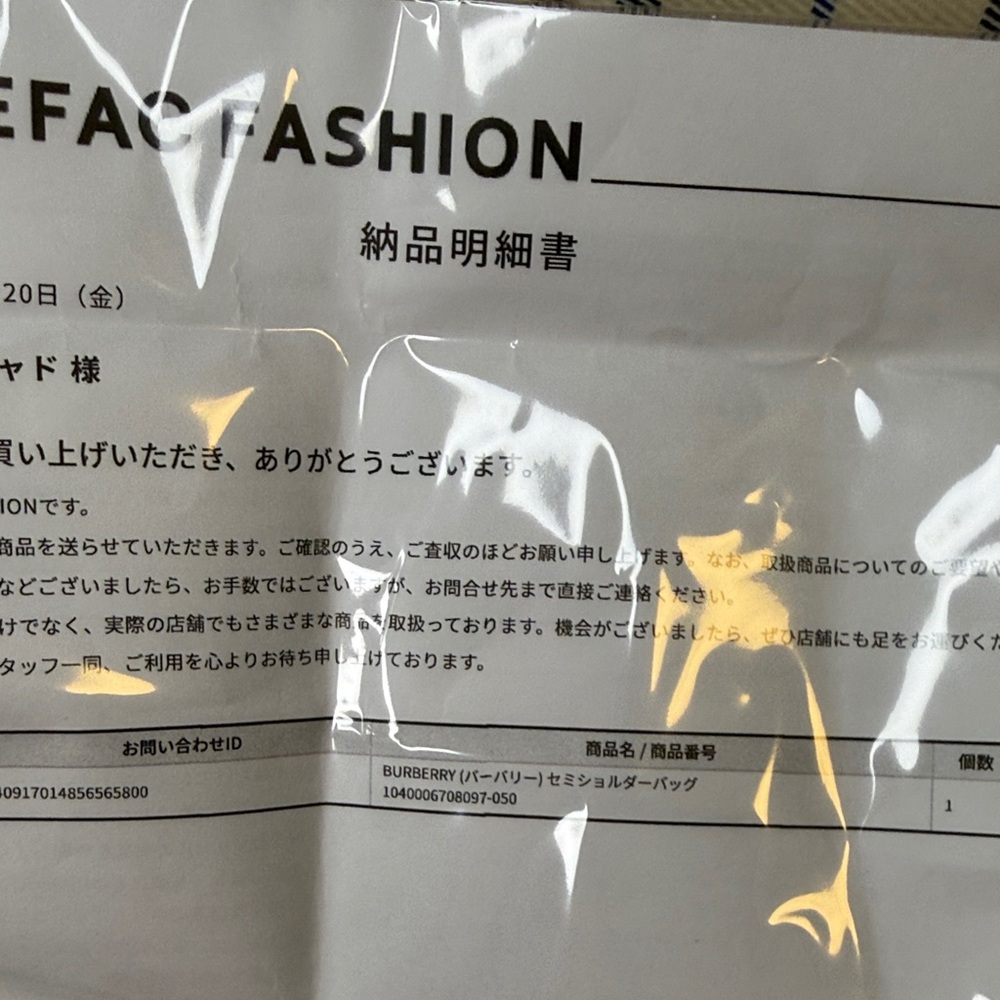 EFAC FASHION
納品明細書
20日（金）
ャド 様
買い上げいただき、ありがとうございます。
IONです。
商品を送らせていただきます。ご確認のうえ、ご査収のほどお願い申し上げます。なお、取扱商品についてのご要望や
などございましたら、お手数ではございますが、お問合せ先まで直接ご連絡ください。
けでなく、実際の店舗でもさまざまな商品を取扱っております。機会がございましたら、ぜひ店舗にも足をお運びくだ
タッフ一同、ご利用を心よりお待ち申し上げております。
お問い合わせID 商品名 / 商品番号 個数
40917014856565800 BURBERRY (バーバリー) セミショルダーバッグ 1
1040006708097-050